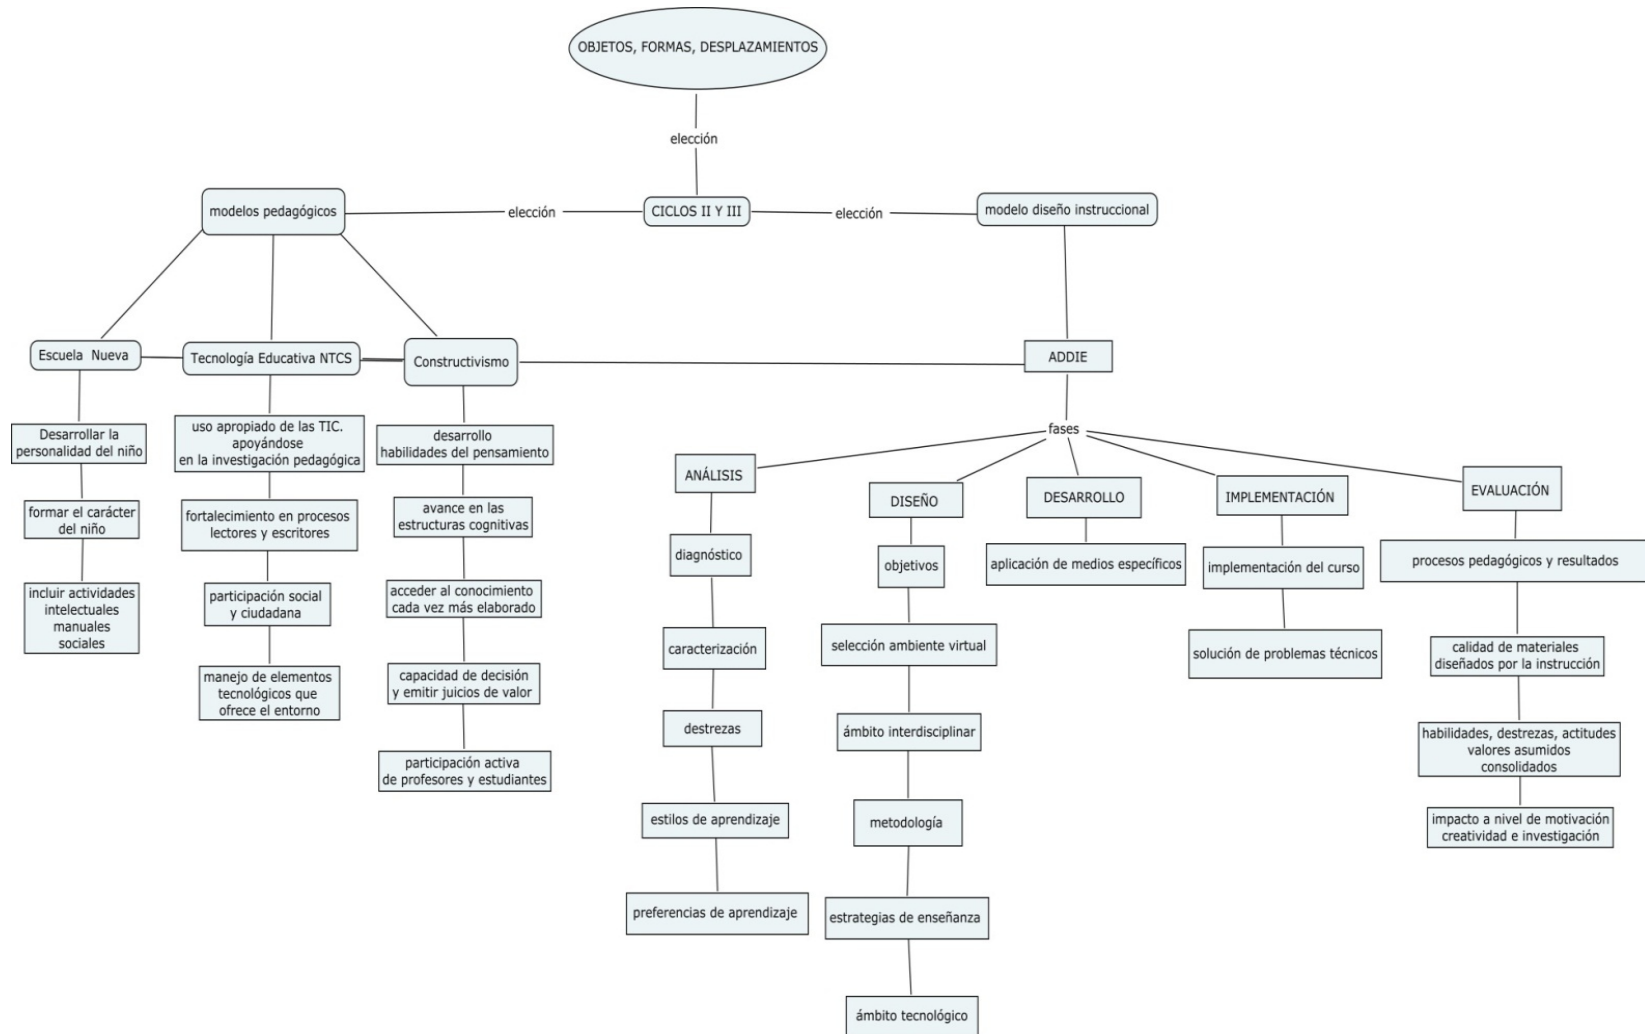 OBJETOS, FORMAS, DESPLAZAMIENTOS
elección
modelos pedagógicos
elección
CICLOS II Y III
elección
modelo diseño instruccional
Escuela Nueva
Tecnología Educativa NTCS
Constructivismo
ADDIE
Desarrollar la
personalidad del niño
formar el carácter
del niño
incluir actividades
intelectuales
manuales
sociales
uso apropiado de las TIC.
apoyándose
en la investigación pedagógica
fortalecimiento en procesos
lectores y escritores
participación social
y ciudadana
manejo de elementos
tecnológicos que
ofrece el entorno
desarrollo
habilidades del pensamiento
avance en las
estructuras cognitivas
acceder al conocimiento
cada vez más elaborado
capacidad de decisión
y emitir juicios de valor
participación activa
de profesores y estudiantes
fases
ANÁLISIS
diagnóstico
caracterización
destrezas
estilos de aprendizaje
preferencias de aprendizaje
DISEÑO
objetivos
selección ambiente virtual
ámbito interdisciplinar
metodología
estrategias de enseñanza
ámbito tecnológico
DESARROLLO
aplicación de medios específicos
IMPLEMENTACIÓN
implementación del curso
solución de problemas técnicos
EVALUACIÓN
procesos pedagógicos y resultados
calidad de materiales
diseñados por la instrucción
habilidades, destrezas, actitudes
valores asumidos
consolidados
impacto a nivel de motivación
creatividad e investigación